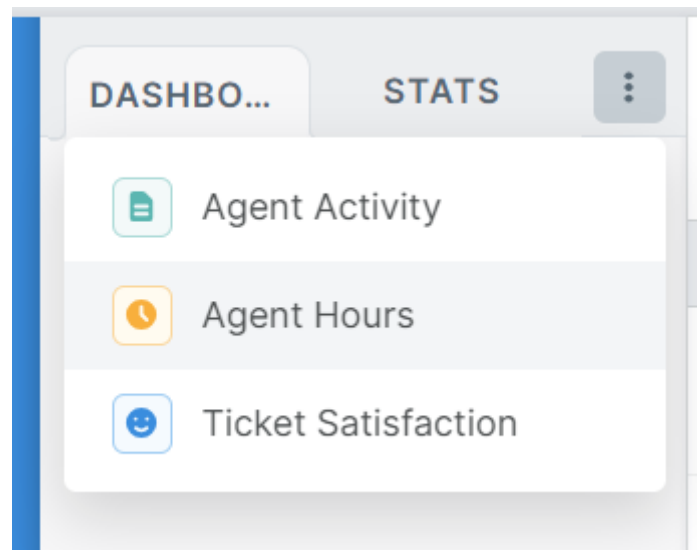 DASHBO...
STATS
Agent Activity
Agent Hours
Ticket Satisfaction